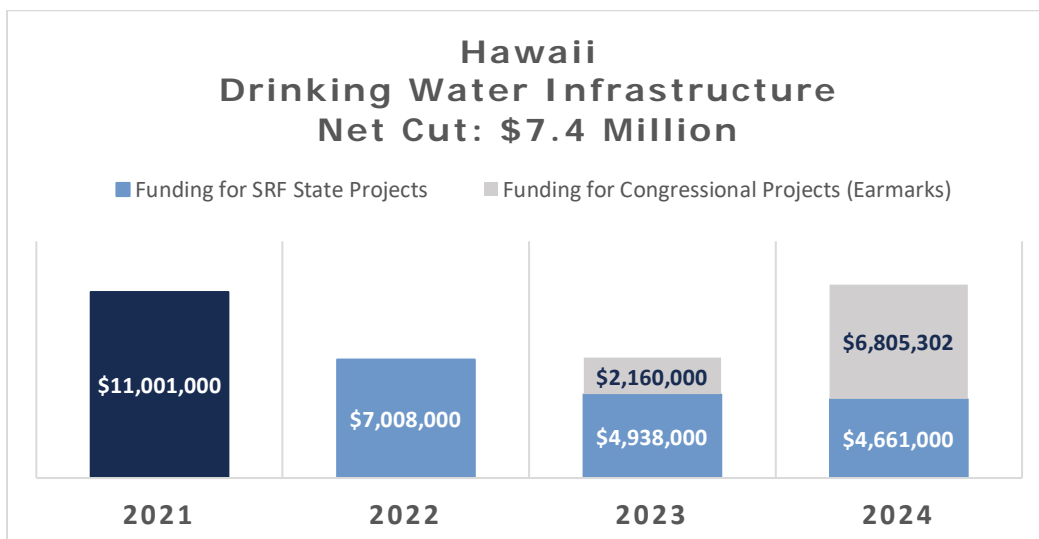 Hawaii
Drinking Water Infrastructure
Net Cut: $7.4 Million
Funding for SRF State Projects Funding for Congressional Projects (Earmarks)
$11,001,000
$7,008,000
$2,160,000
$4,938,000
$6,805,302
$4,661,000
2021 2022 2023 2024